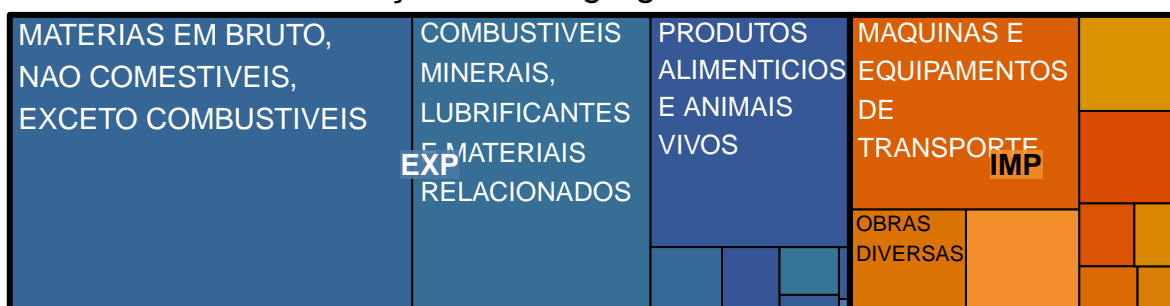 MATERIAS EM BRUTO,
NAO COMESTIVEIS,
EXCETO COMBUSTIVEIS
COMBUSTIVEIS
MINERAIS,
LUBRIFICANTES
E MATERIAIS
RELACIONADOS
EXP
PRODUTOS
ALIMENTICIOS
E ANIMAIS
VIVOS
MAQUINAS E
EQUIPAMENTOS
DE
TRANSPORTE
IMP
OBRAS
DIVERSAS